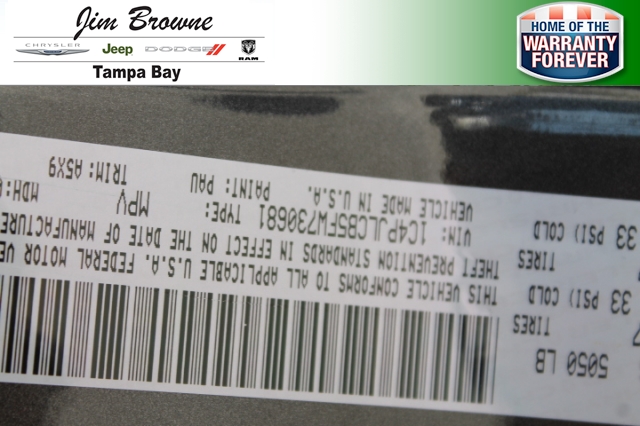 Jim Browne
CHRYSLER Jeep DODGE RAM
Tampa Bay
HOME OF THE
WARRANTY
FOREVER
5050 LB
TIRES
33 PSI) COLD
TIRES
33 PSI) COLD
THIS VEHICLE CONFORMS TO ALL APPLICABLE U.S.A. FEDERAL MOTOR VE
THEFT PREVENTION STANDARDS IN EFFECT ON THE DATE OF MANUFACTURE
VIN: 1C4PJLCB5FW730681 TYPE: MPV
VEHICLE MADE IN U.S.A. PAINT: PAU TRIM: A5X9 MDH: